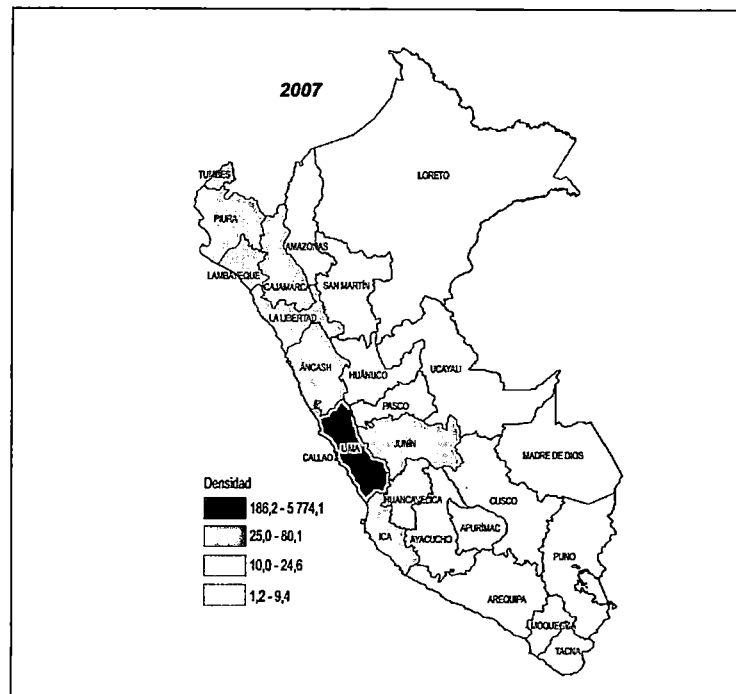 2007
TUMBES
LORETO
PIURA
AMAZONAS
LAMBAYEQUE
CAJAMARCA
SAN MARTÍN
LA LIBERTAD
ÁNCASH
HUÁNUCO
UCAYALI
PASCO
LIMA
JUNÍN
CALLAO
MADRE DE DIOS
Densidad
186,2 - 5 774,1
25,0 - 80,1
10,0 - 24,6
1,2 - 9,4
HUANCAVELICA
CUSCO
ICA
AYACUCHO
APURÍMAC
PUNO
AREQUIPA
MOQUEGUA
TACNA